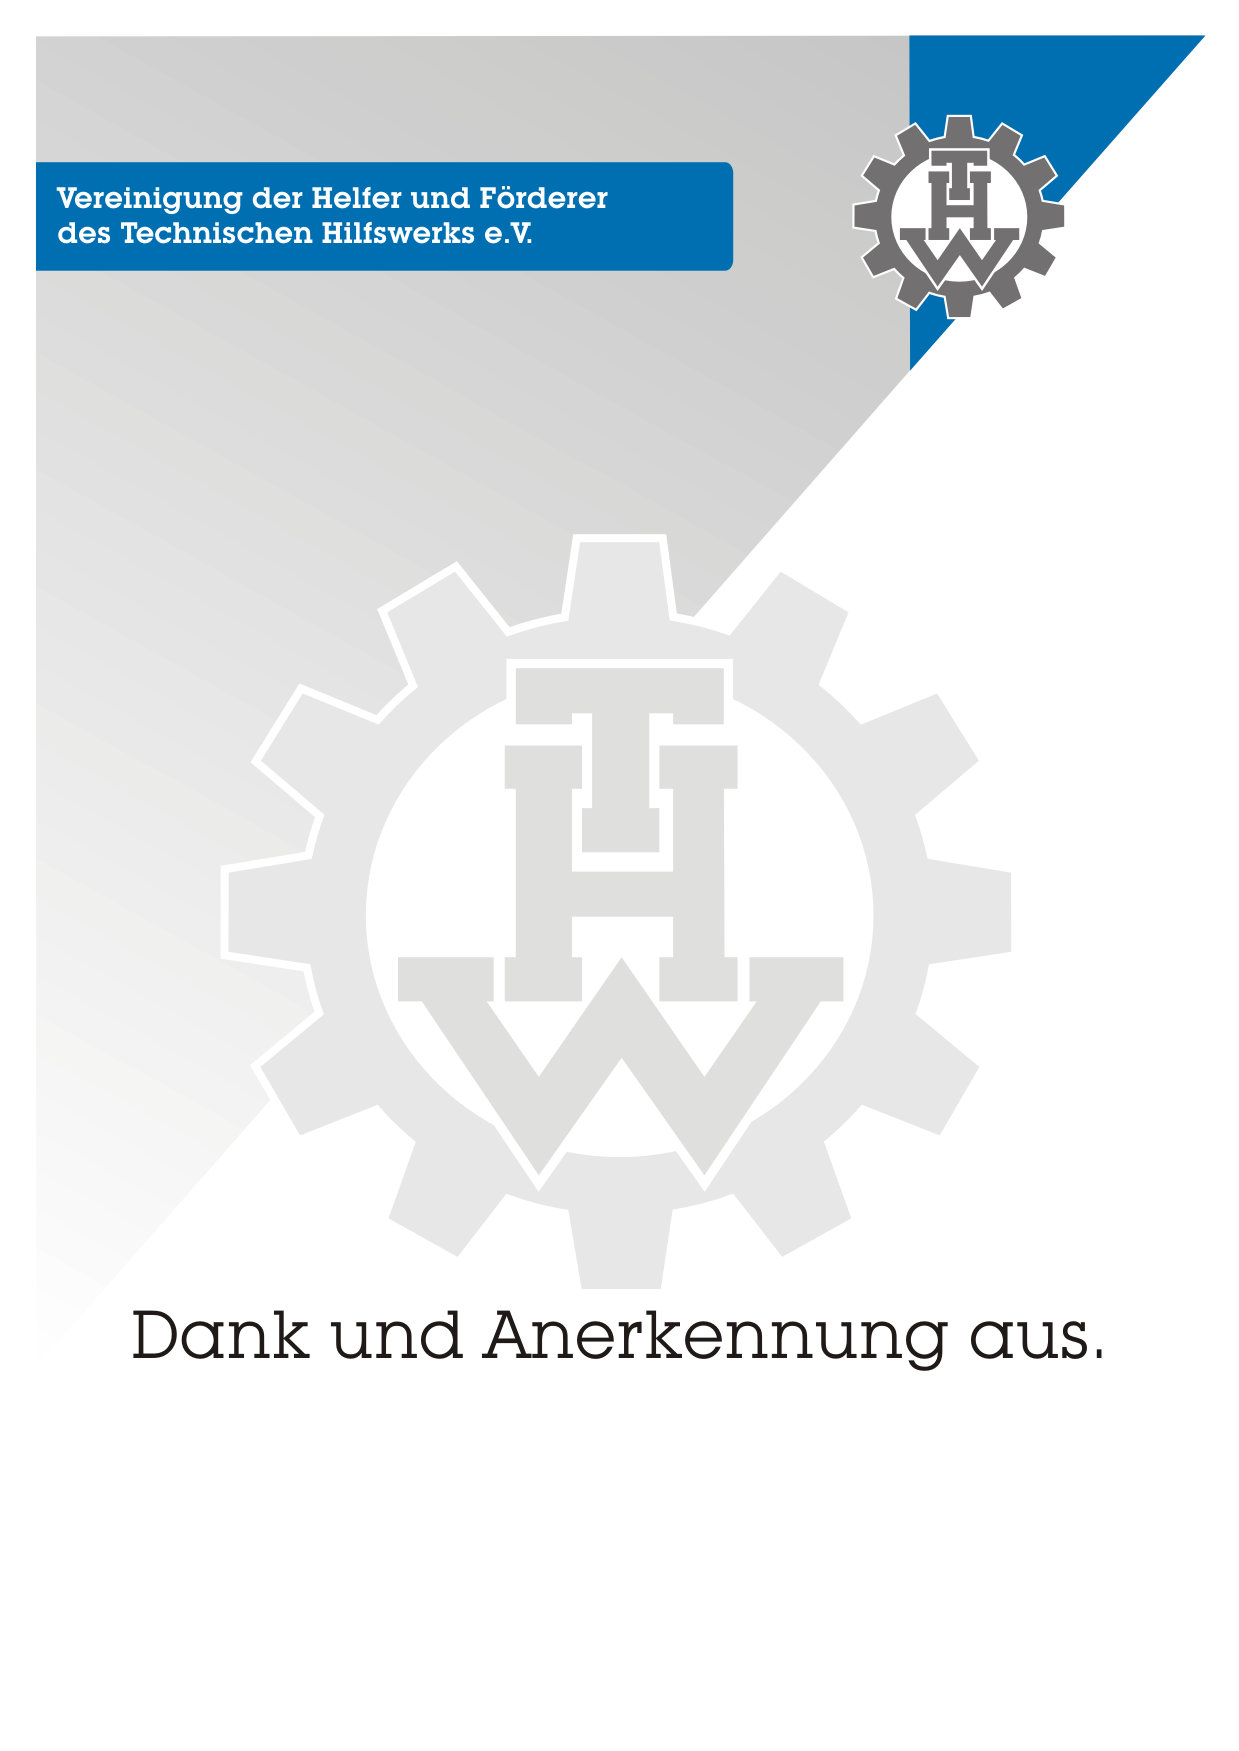 Vereinigung der Helfer und Förderer
des Technischen Hilfswerks e.V.
THW
THW
Dank und Anerkennung aus.